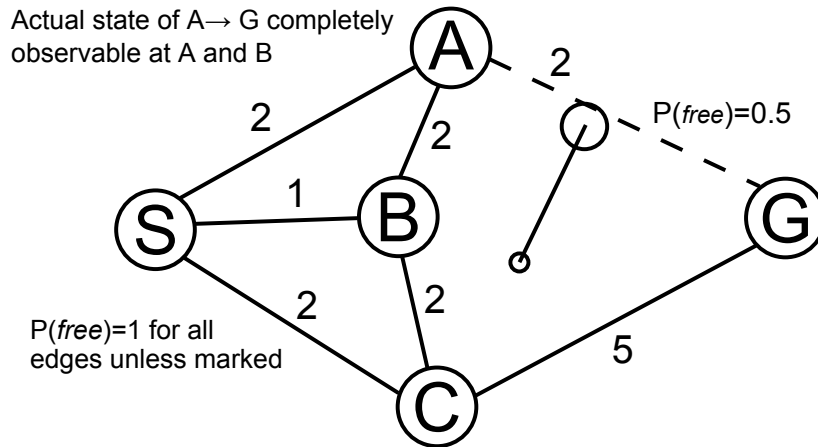 Actual state of A→ G completely
observable at A and B
A
2
P(free)=0.5
2
2
1
S
B
G
2
2
P(free)=1 for all
edges unless marked
5
C